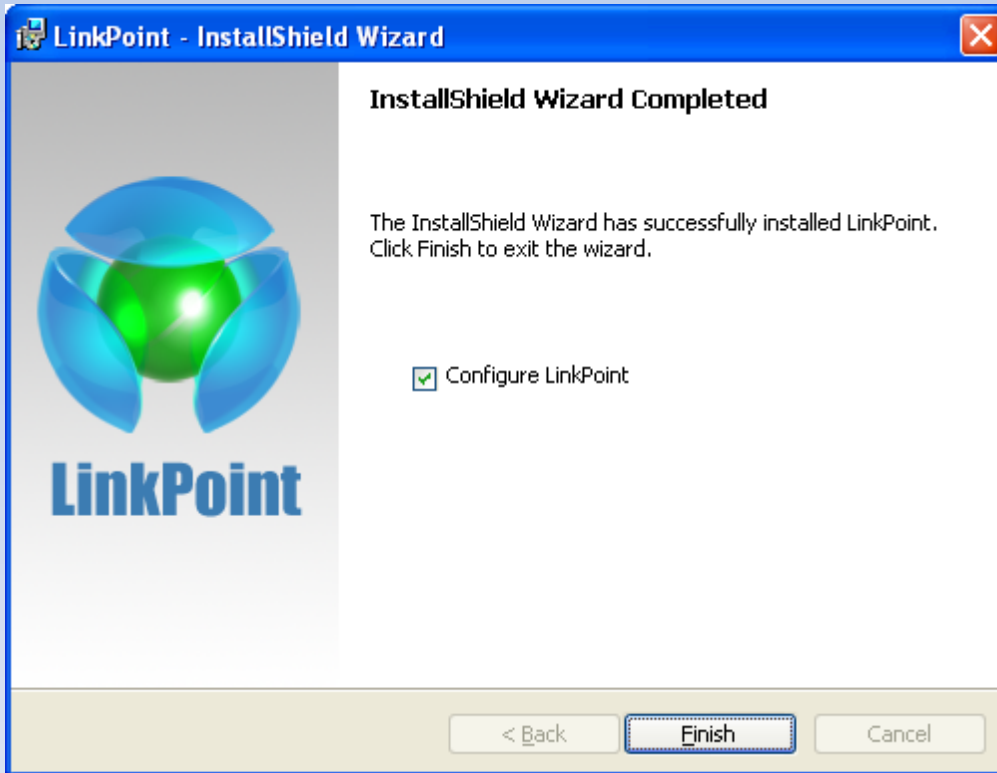 LinkPoint - InstallShield Wizard
InstallShield Wizard Completed
The InstallShield Wizard has successfully installed LinkPoint.
Click Finish to exit the wizard.
Configure LinkPoint
LinkPoint
< Back
Finish
Cancel